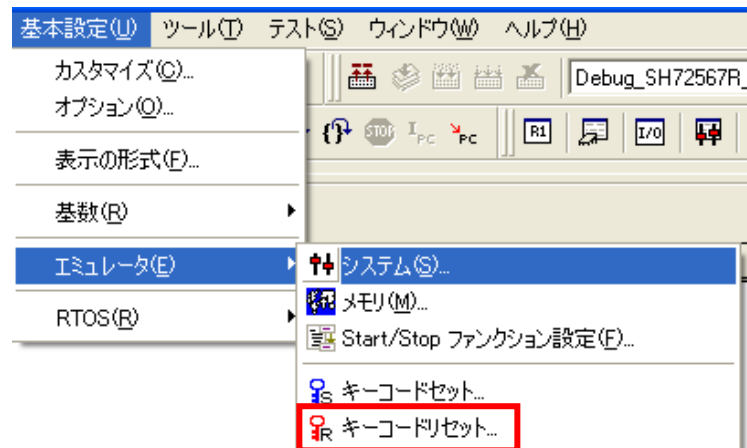 基本設定(U) ツール(T) テスト(S) ウィンドウ(W) ヘルプ(H)
カスタマイズ(C)...
Debug_SH72567R_
オプション(O)...
STOP I PC PC R1 I/O
表示の形式(F)...
基数(R)
エミュレータ(E)
システム(S)...
メモリ(M)...
RTOS(R)
Start/Stop ファンクション設定(F)...
S キーコードセット...
R キーコードリセット...